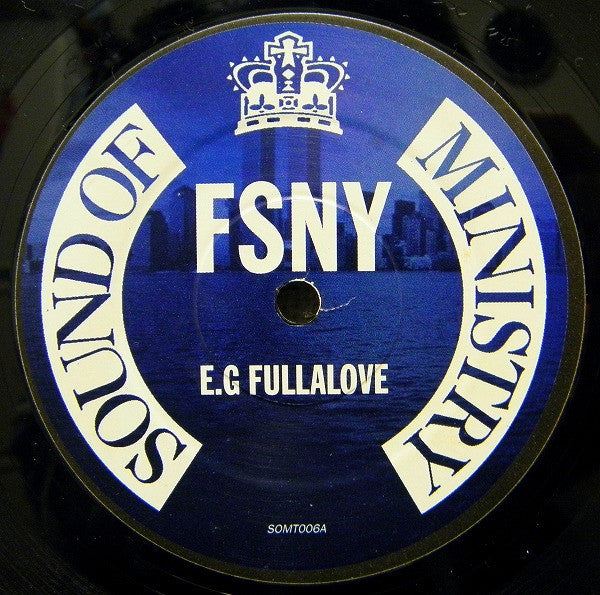 SOUND OF
MINISTRY
FSNY
E.G FULLALOVE
SOMT006A